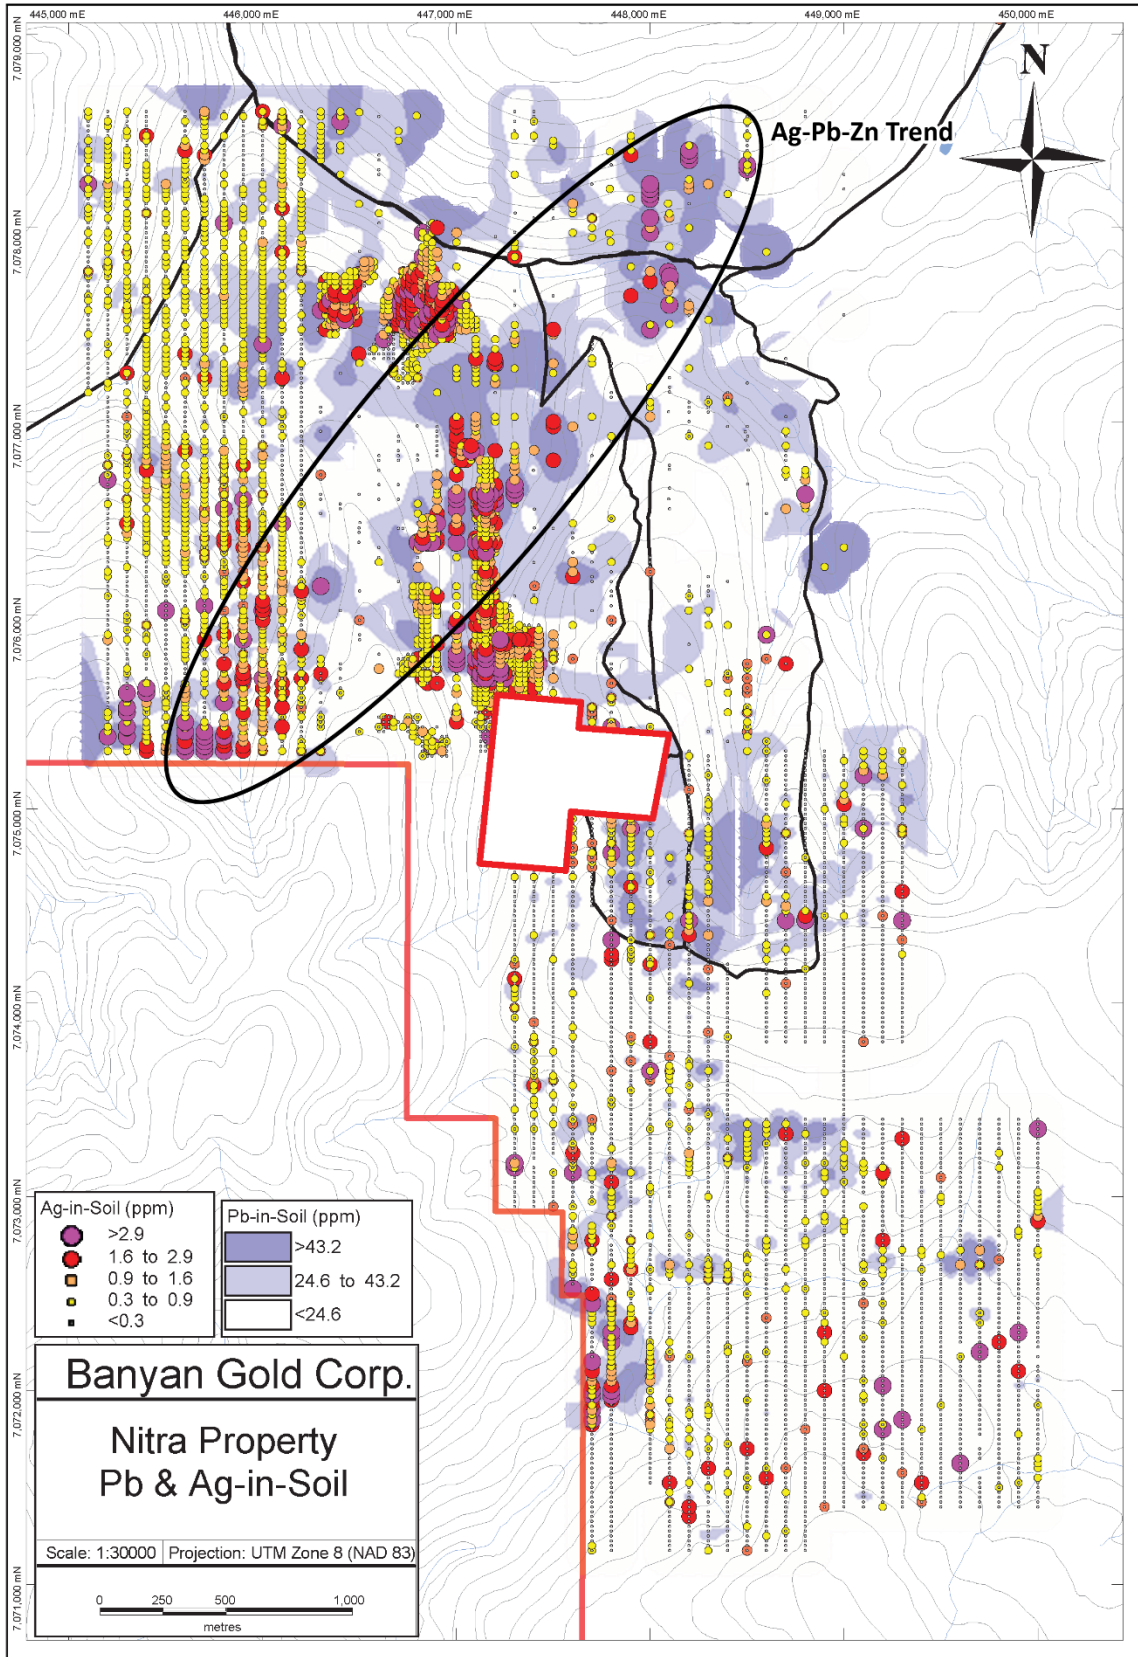 445,000 mE
446,000 mE
447,000 mE
448,000 mE
449,000 mE
450,000 mE
7,079,000 mN
7,078,000 mN
7,077,000 mN
7,076,000 mN
7,075,000 mN
7,074,000 mN
7,073,000 mN
7,072,000 mN
7,071,000 mN
N
Ag-Pb-Zn Trend
Ag-in-Soil (ppm)
>2.9
1.6 to 2.9
0.9 to 1.6
0.3 to 0.9
<0.3
Pb-in-Soil (ppm)
>43.2
24.6 to 43.2
<24.6
Banyan Gold Corp.
Nitra Property
Pb & Ag-in-Soil
Scale: 1:30000
Projection: UTM Zone 8 (NAD 83)
0 250 500 1,000
metres